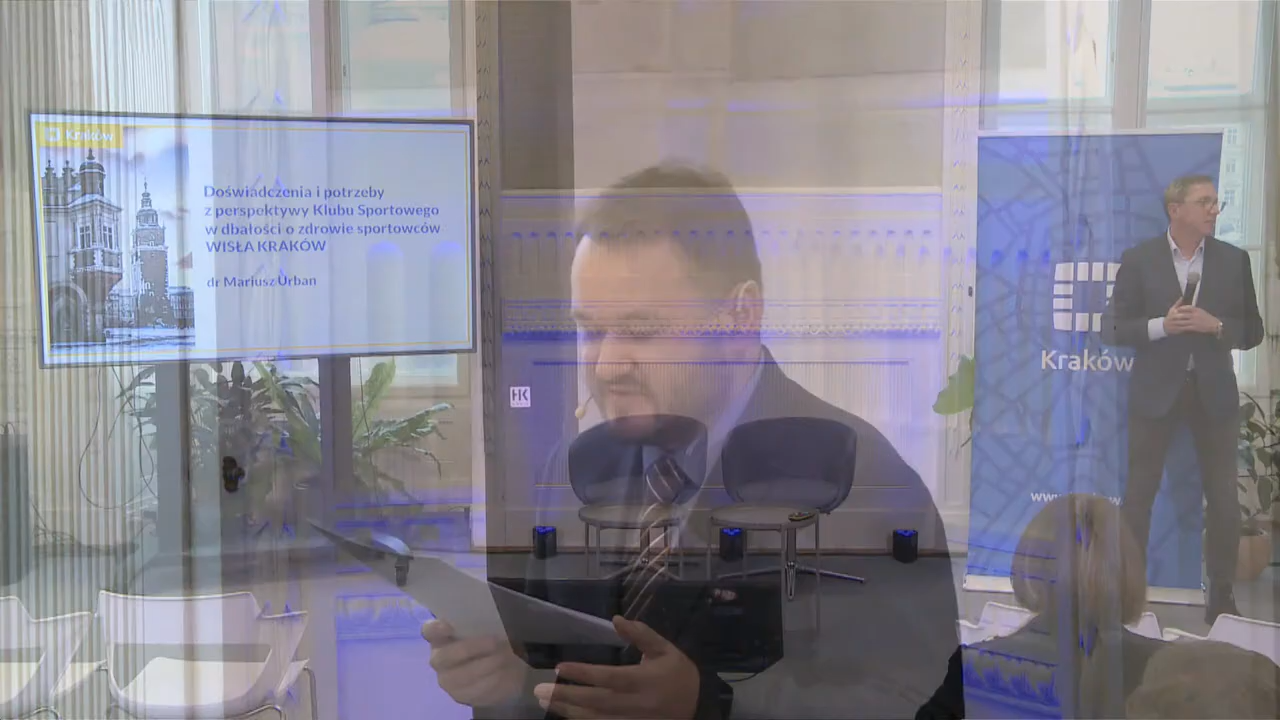 Kraków
Doświadczenia i potrzeby
z perspektywy Klubu Sportowego
w dbałości o zdrowie sportowców
WISŁA KRAKÓW
dr Mariusz Urban
HK
Kraków